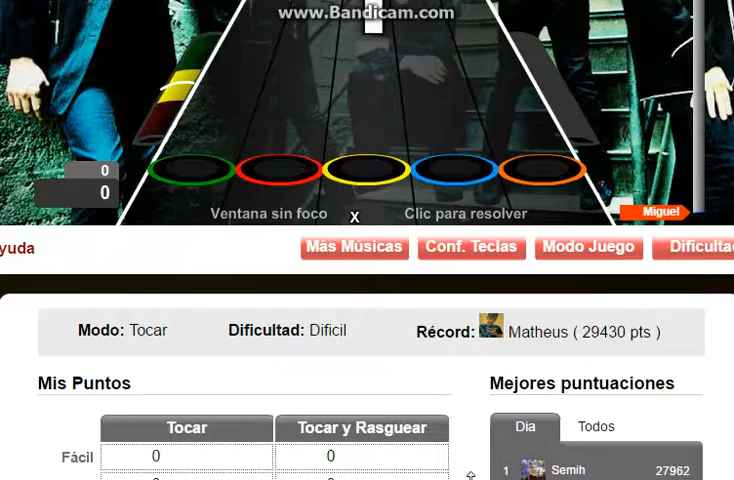 www.Bandicam.com
0
0
Ventana sin foco X Clic para resolver
Miguel
yuda
Más Músicas Conf. Teclas Modo Juego Dificulta
Modo: Tocar Dificultad: Dificil Récord: Matheus ( 29430 pts )
Mis Puntos Mejores puntuaciones
Tocar Tocar y Rasguear Dia Todos
Fácil 0 0
1 Semih 27962